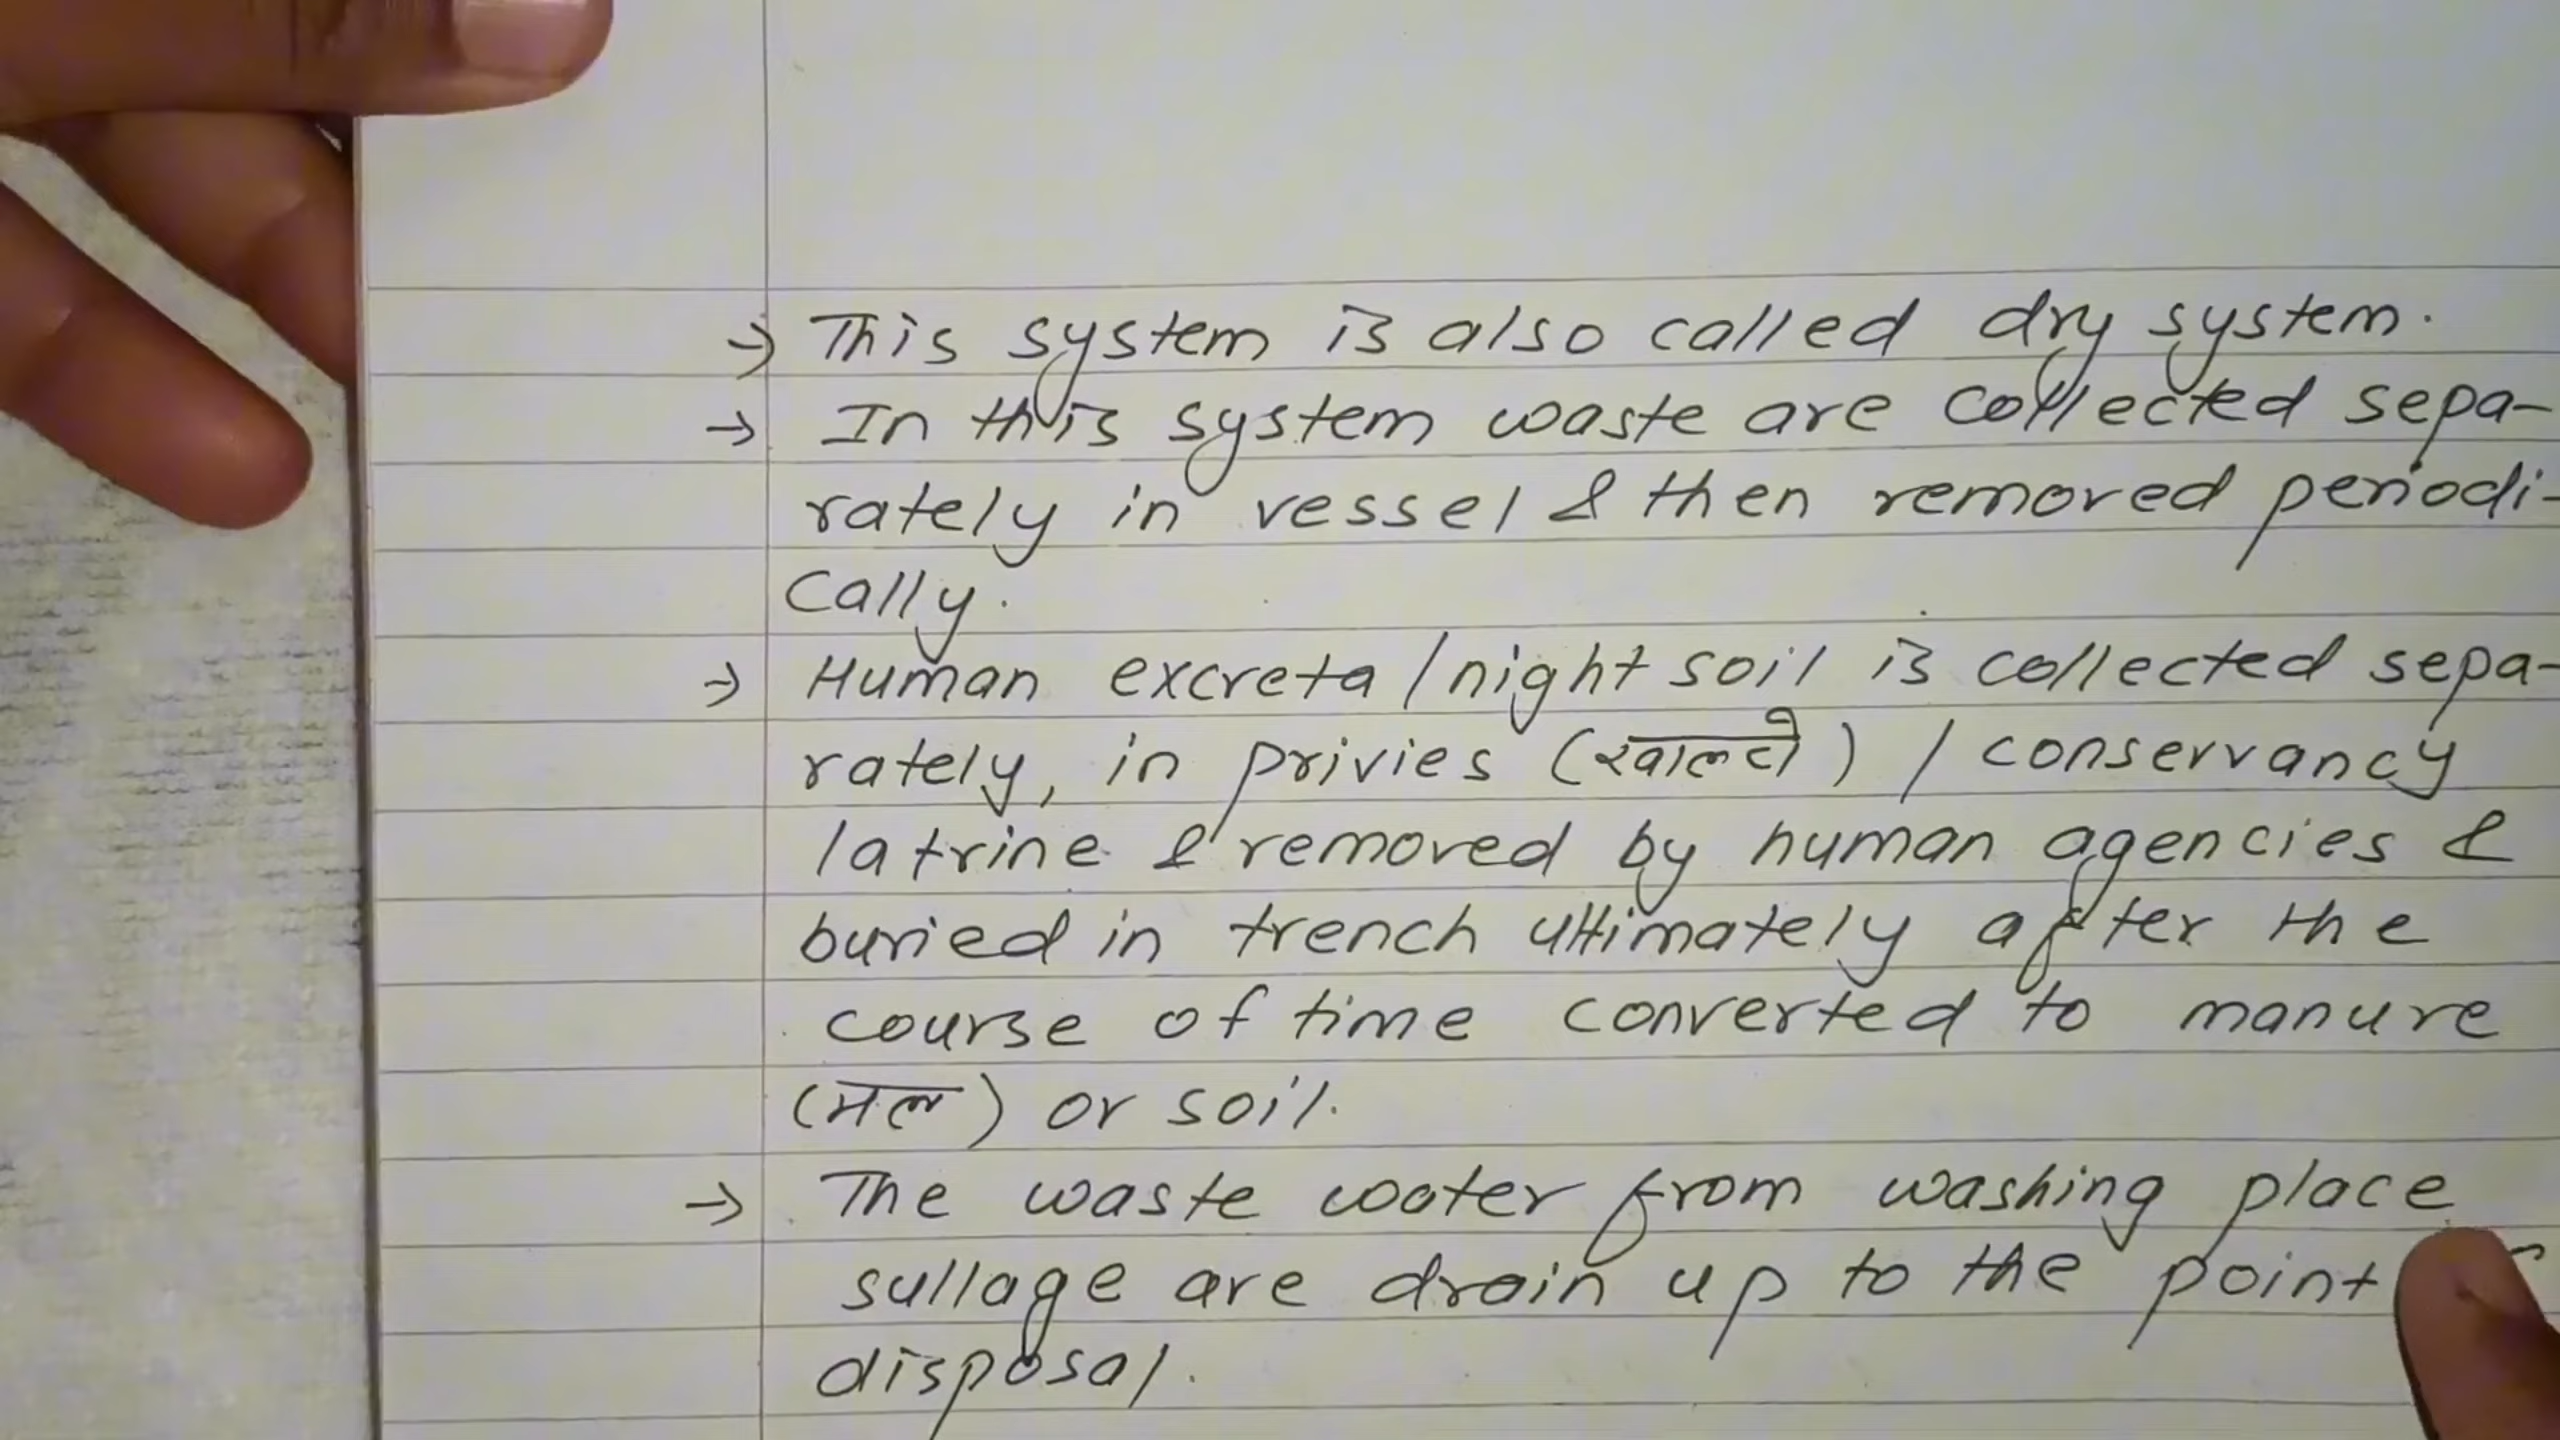 → This system is also called dry system.
→ In this system waste are collected sepa-
rately in vessel & then removed periodi-
cally.
→ Human excreta / night soil is collected sepa-
rately, in privies ( ) / conservancy
latrine & removed by human agencies &
buried in trench ultimately after the
course of time converted to manure
(मल) or soil.
→ The waste water from washing place
sullage are drain up to the point
disposal.